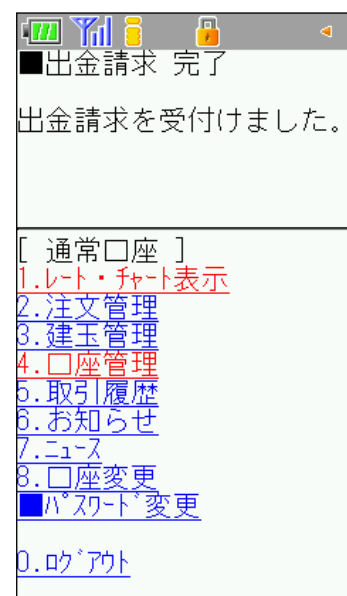 ■出金請求 完了
出金請求を受付けました。
[ 通常口座 ]
1.ﾚｰﾄ・ﾁｬｰﾄ表示
2.注文管理
3.建玉管理
4.口座管理
5.取引履歴
6.お知らせ
7.ﾆｭｰｽ
8.口座変更
■ﾊﾟｽﾜｰﾄﾞ変更
0.ﾛｸﾞｱｳﾄ